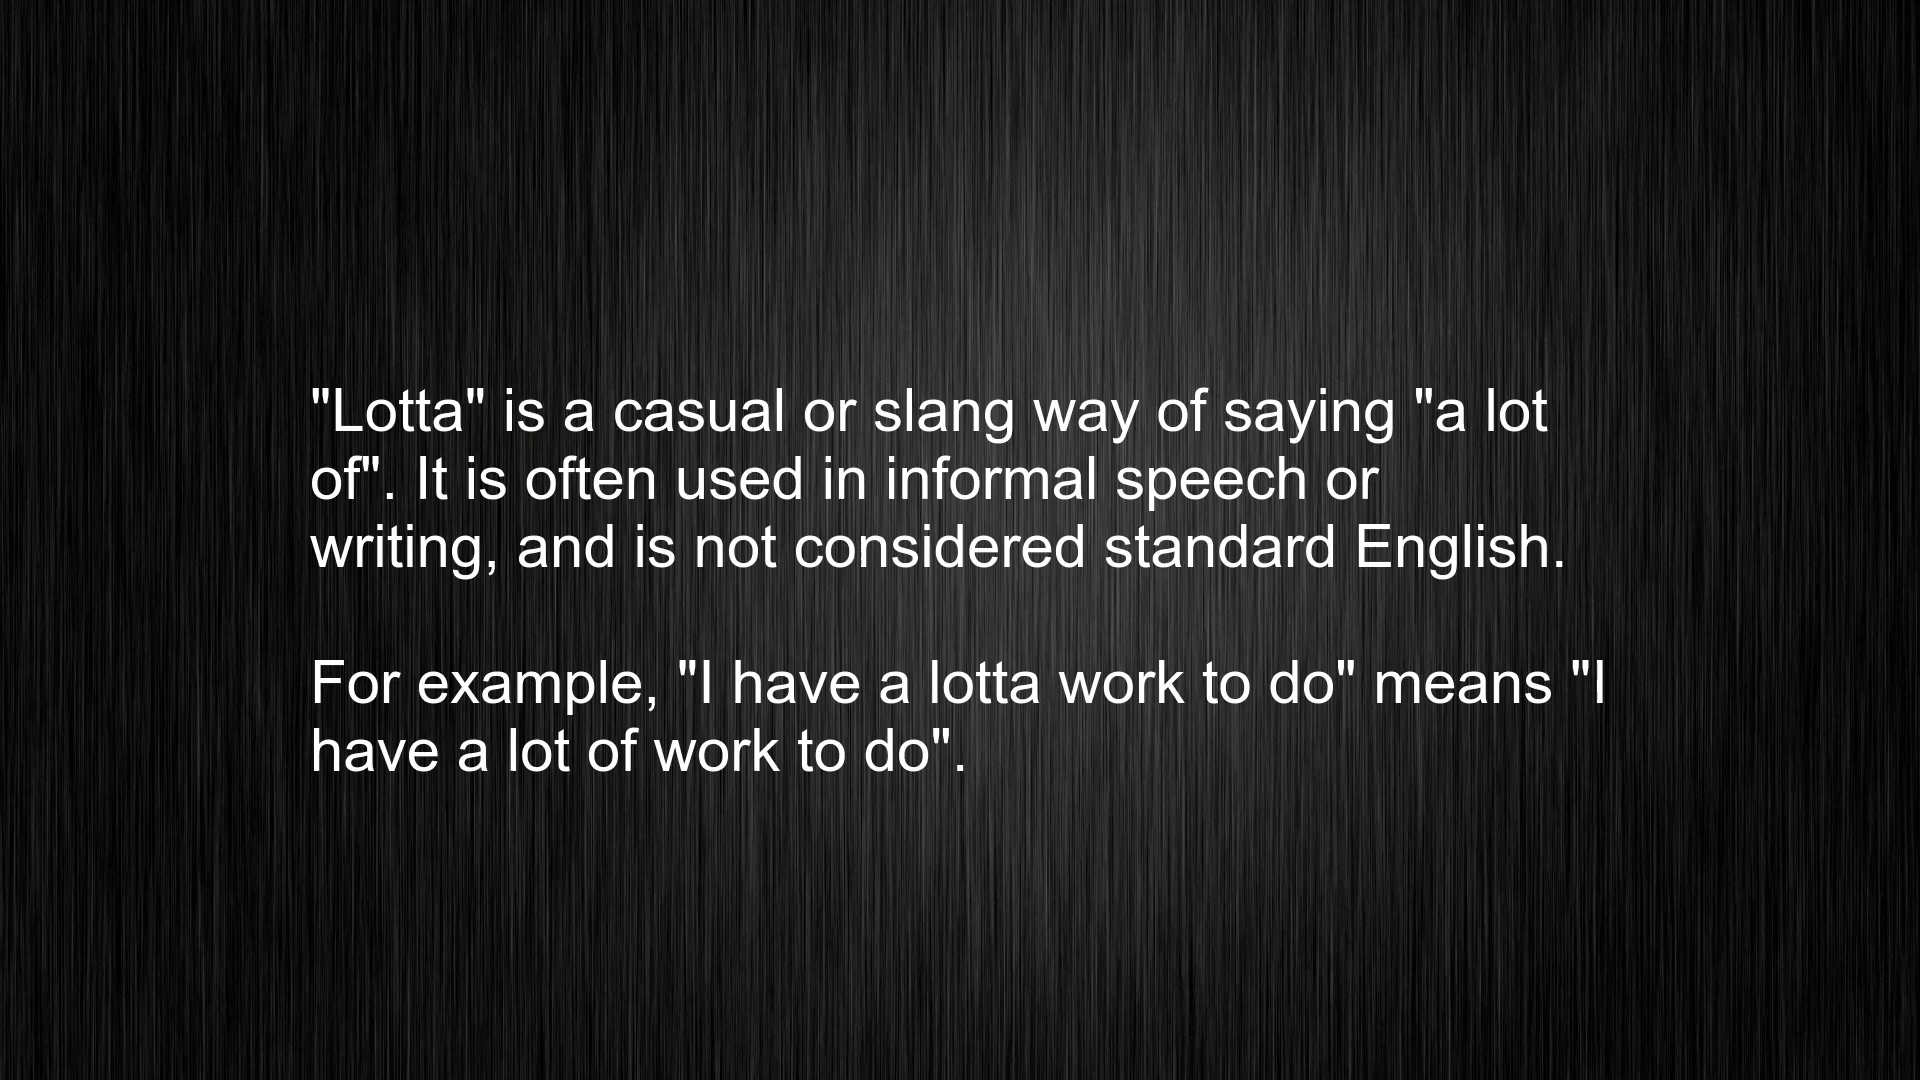 "Lotta" is a casual or slang way of saying "a lot
of". It is often used in informal speech or
writing, and is not considered standard English.
For example, "I have a lotta work to do" means "I
have a lot of work to do".